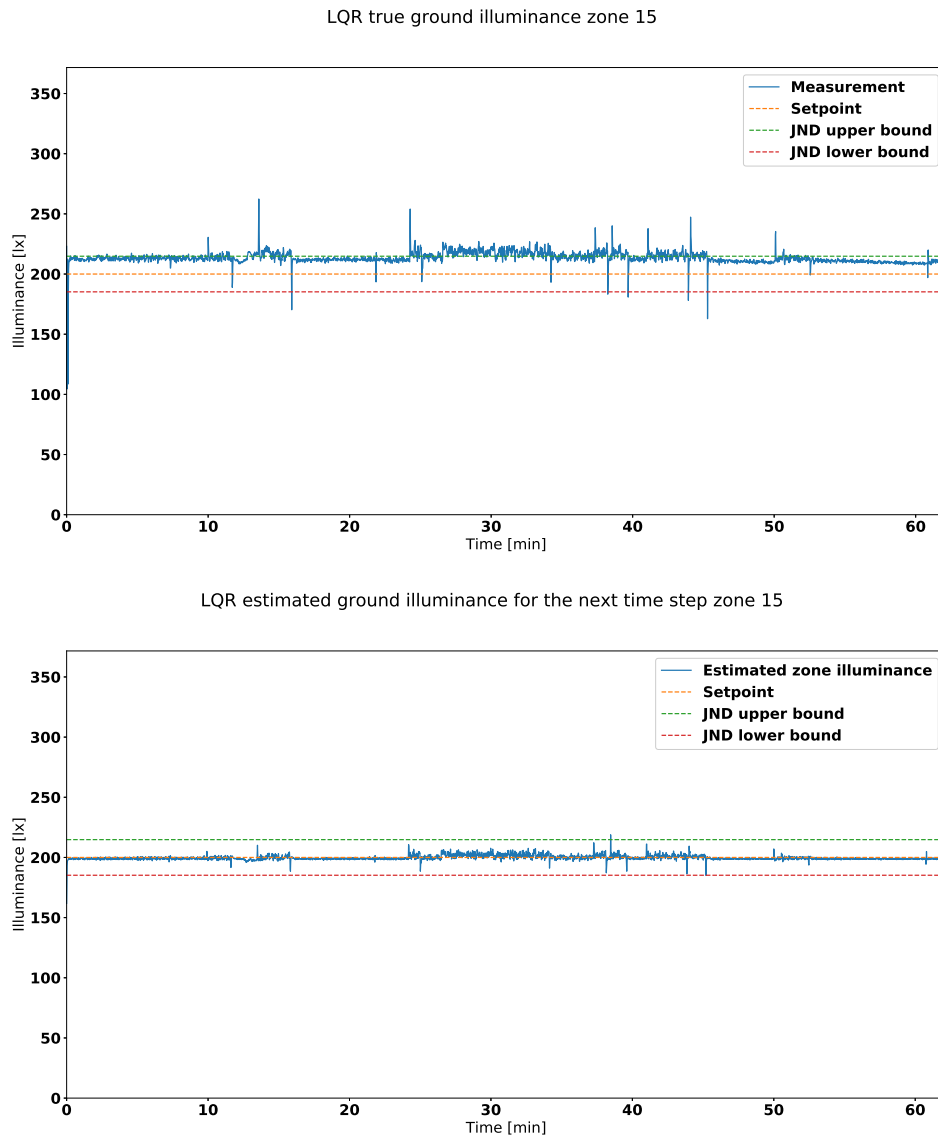 LQR true ground illuminance zone 15
Measurement
Setpoint
JND upper bound
JND lower bound
350
300
250
200
150
100
50
0
Illuminance [lx]
0 10 20 30 40 50 60
Time [min]
LQR estimated ground illuminance for the next time step zone 15
Estimated zone illuminance
Setpoint
JND upper bound
JND lower bound
350
300
250
200
150
100
50
0
Illuminance [lx]
0 10 20 30 40 50 60
Time [min]